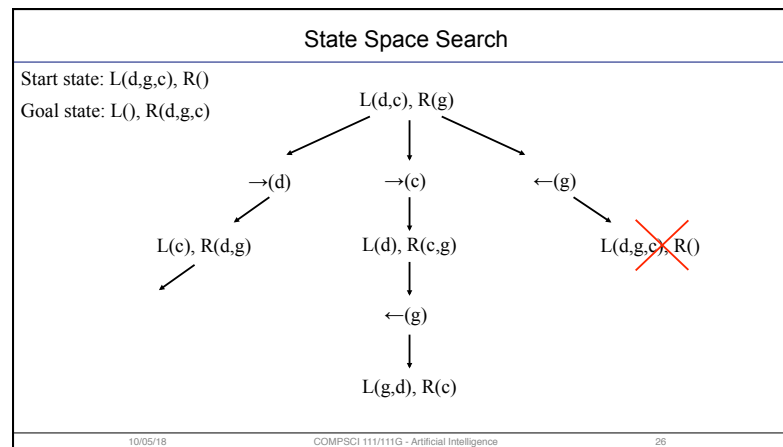 State Space Search
Start state: L(d,g,c), R()
Goal state: L(), R(d,g,c)
L(d,c), R(g)
→(d)
→(c)
←(g)
L(c), R(d,g)
L(d), R(c,g)
L(d,g,c), R()
←(g)
L(g,d), R(c)
10/05/18
COMPSCI 111/111G - Artificial Intelligence
26